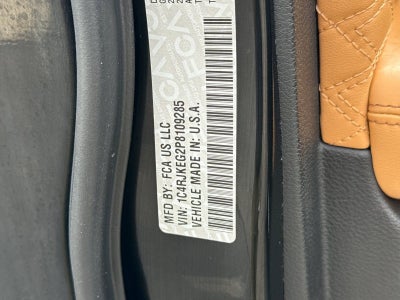 MFD BY: FCA US LLC
VIN: 1C4RJKEG2P8109285
VEHICLE MADE IN: U.S.A.